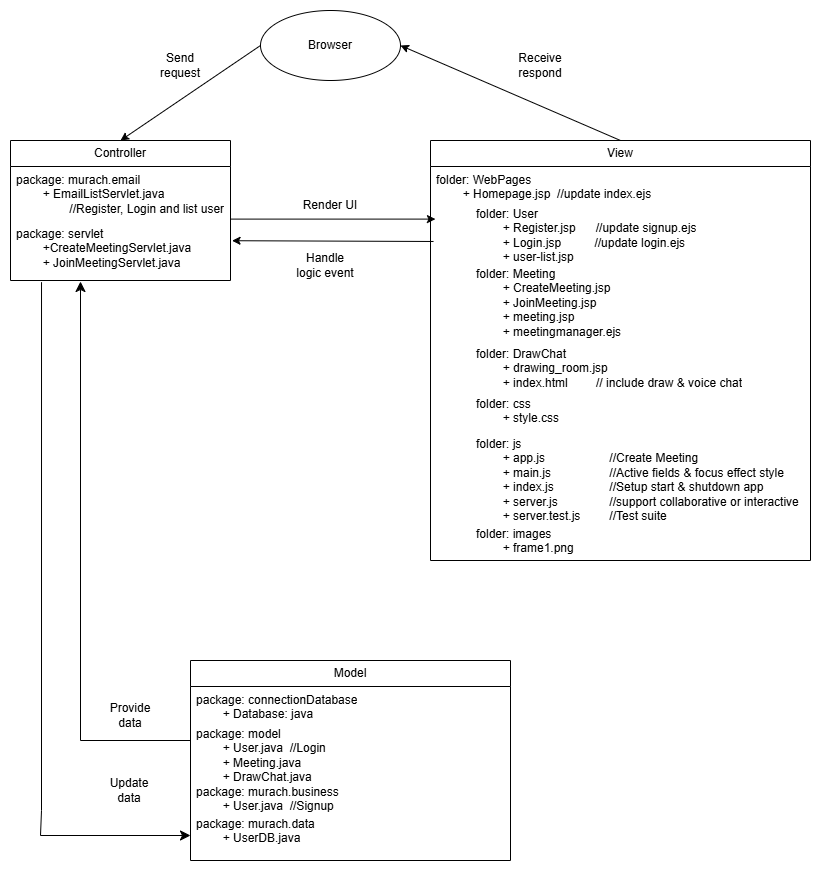 Browser
Send
request
Receive
respond
Controller
package: murach.email
+ EmailListServlet.java
//Register, Login and list user
package: servlet
+CreateMeetingServlet.java
+ JoinMeetingServlet.java
Render UI
Handle
logic event
View
folder: WebPages
+ Homepage.jsp //update index.ejs
folder: User
+ Register.jsp //update signup.ejs
+ Login.jsp //update login.ejs
+ user-list.jsp
folder: Meeting
+ CreateMeeting.jsp
+ JoinMeeting.jsp
+ meeting.jsp
+ meetingmanager.ejs
folder: DrawChat
+ drawing_room.jsp
+ index.html // include draw & voice chat
folder: css
+ style.css
folder: js
+ app.js //Create Meeting
+ main.js //Active fields & focus effect style
+ index.js //Setup start & shutdown app
+ server.js //support collaborative or interactive
+ server.test.js //Test suite
folder: images
+ frame1.png
Provide
data
Update
data
Model
package: connectionDatabase
+ Database: java
package: model
+ User.java //Login
+ Meeting.java
+ DrawChat.java
package: murach.business
+ User.java //Signup
package: murach.data
+ UserDB.java